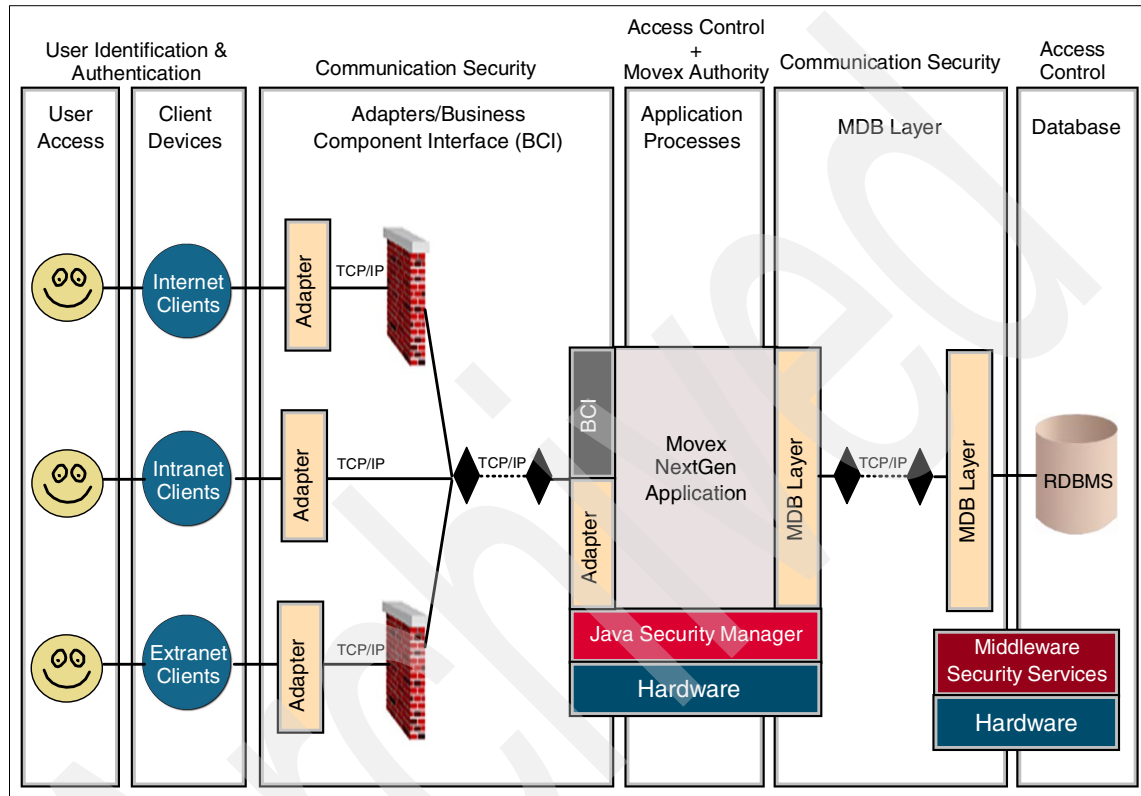 User Identification &
Authentication
Communication Security
Access Control
+
Movex Authority
Communication Security
Access
Control
User
Access
Client
Devices
Adapters/Business
Component Interface (BCI)
Application
Processes
MDB Layer
Database
Internet
Clients
Adapter
TCP/IP
Intranet
Clients
Adapter
TCP/IP
TCP/IP
BCI
Adapter
Movex
NextGen
Application
MDB Layer
TCP/IP
MDB Layer
RDBMS
Extranet
Clients
Adapter
TCP/IP
Java Security Manager
Hardware
Middleware
Security Services
Hardware
Archived